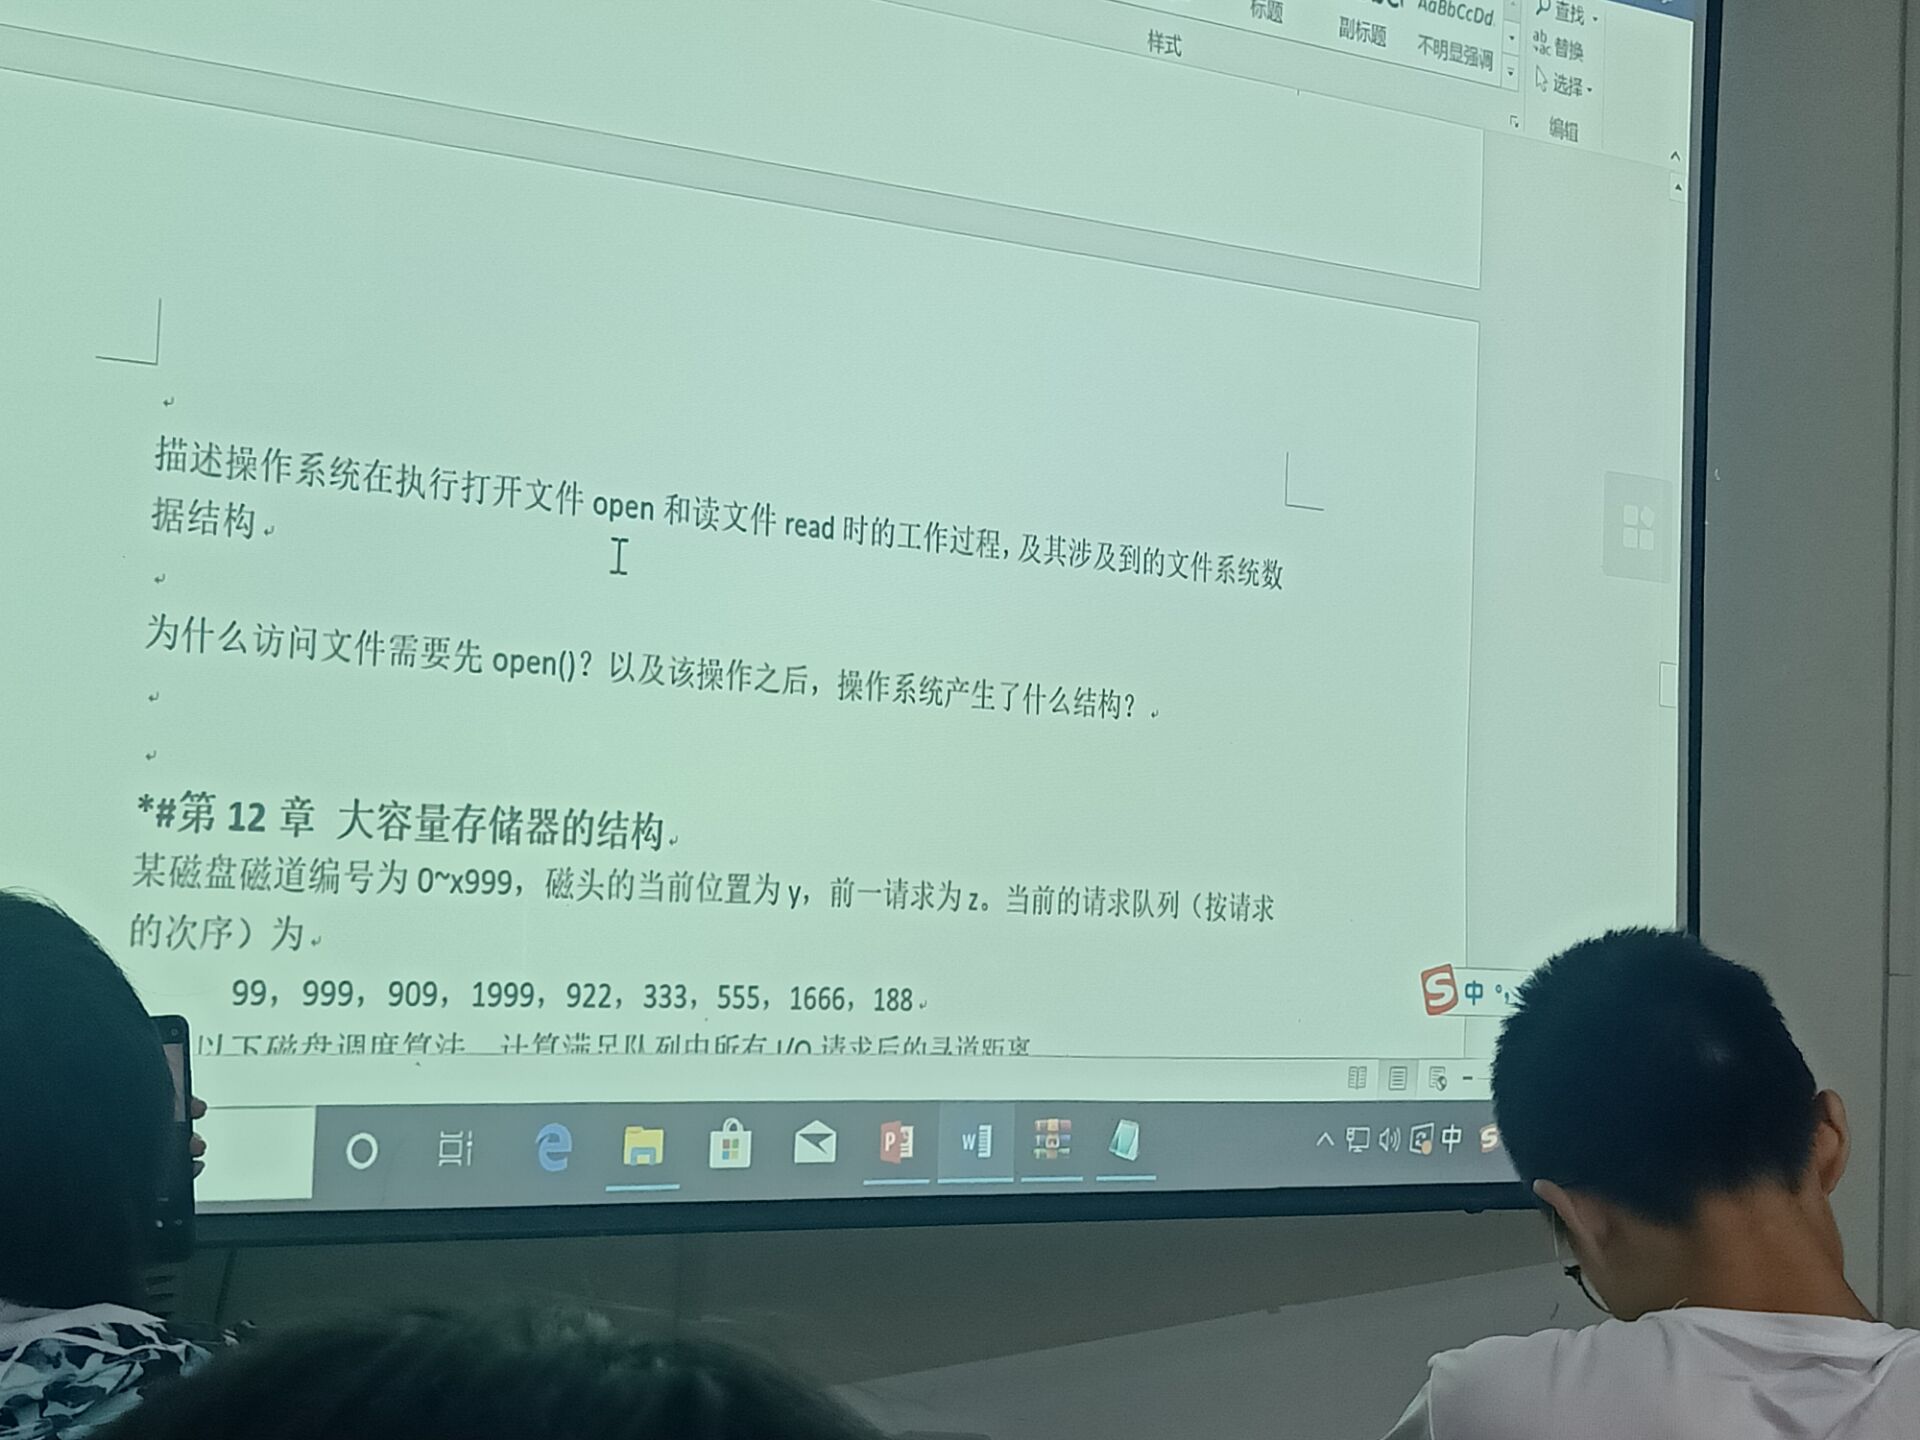 标题
副标题
AaBbCcDd
不明显强调
样式
查找
替换
选择
编辑
描述操作系统在执行打开文件 open 和读文件 read 时的工作过程,及其涉及到的文件系统数
据结构
为什么访问文件需要先 open()？以及该操作之后，操作系统产生了什么结构？
*#第 12 章 大容量存储器的结构
某磁盘磁道编号为 0~x999，磁头的当前位置为 y，前一请求为 z。当前的请求队列（按请求
的次序）为
99，999，909，1999，922，333，555，1666，188
以下磁盘调度算法，计算满足队列中所有 I/O 请求后的寻道距离
中
中